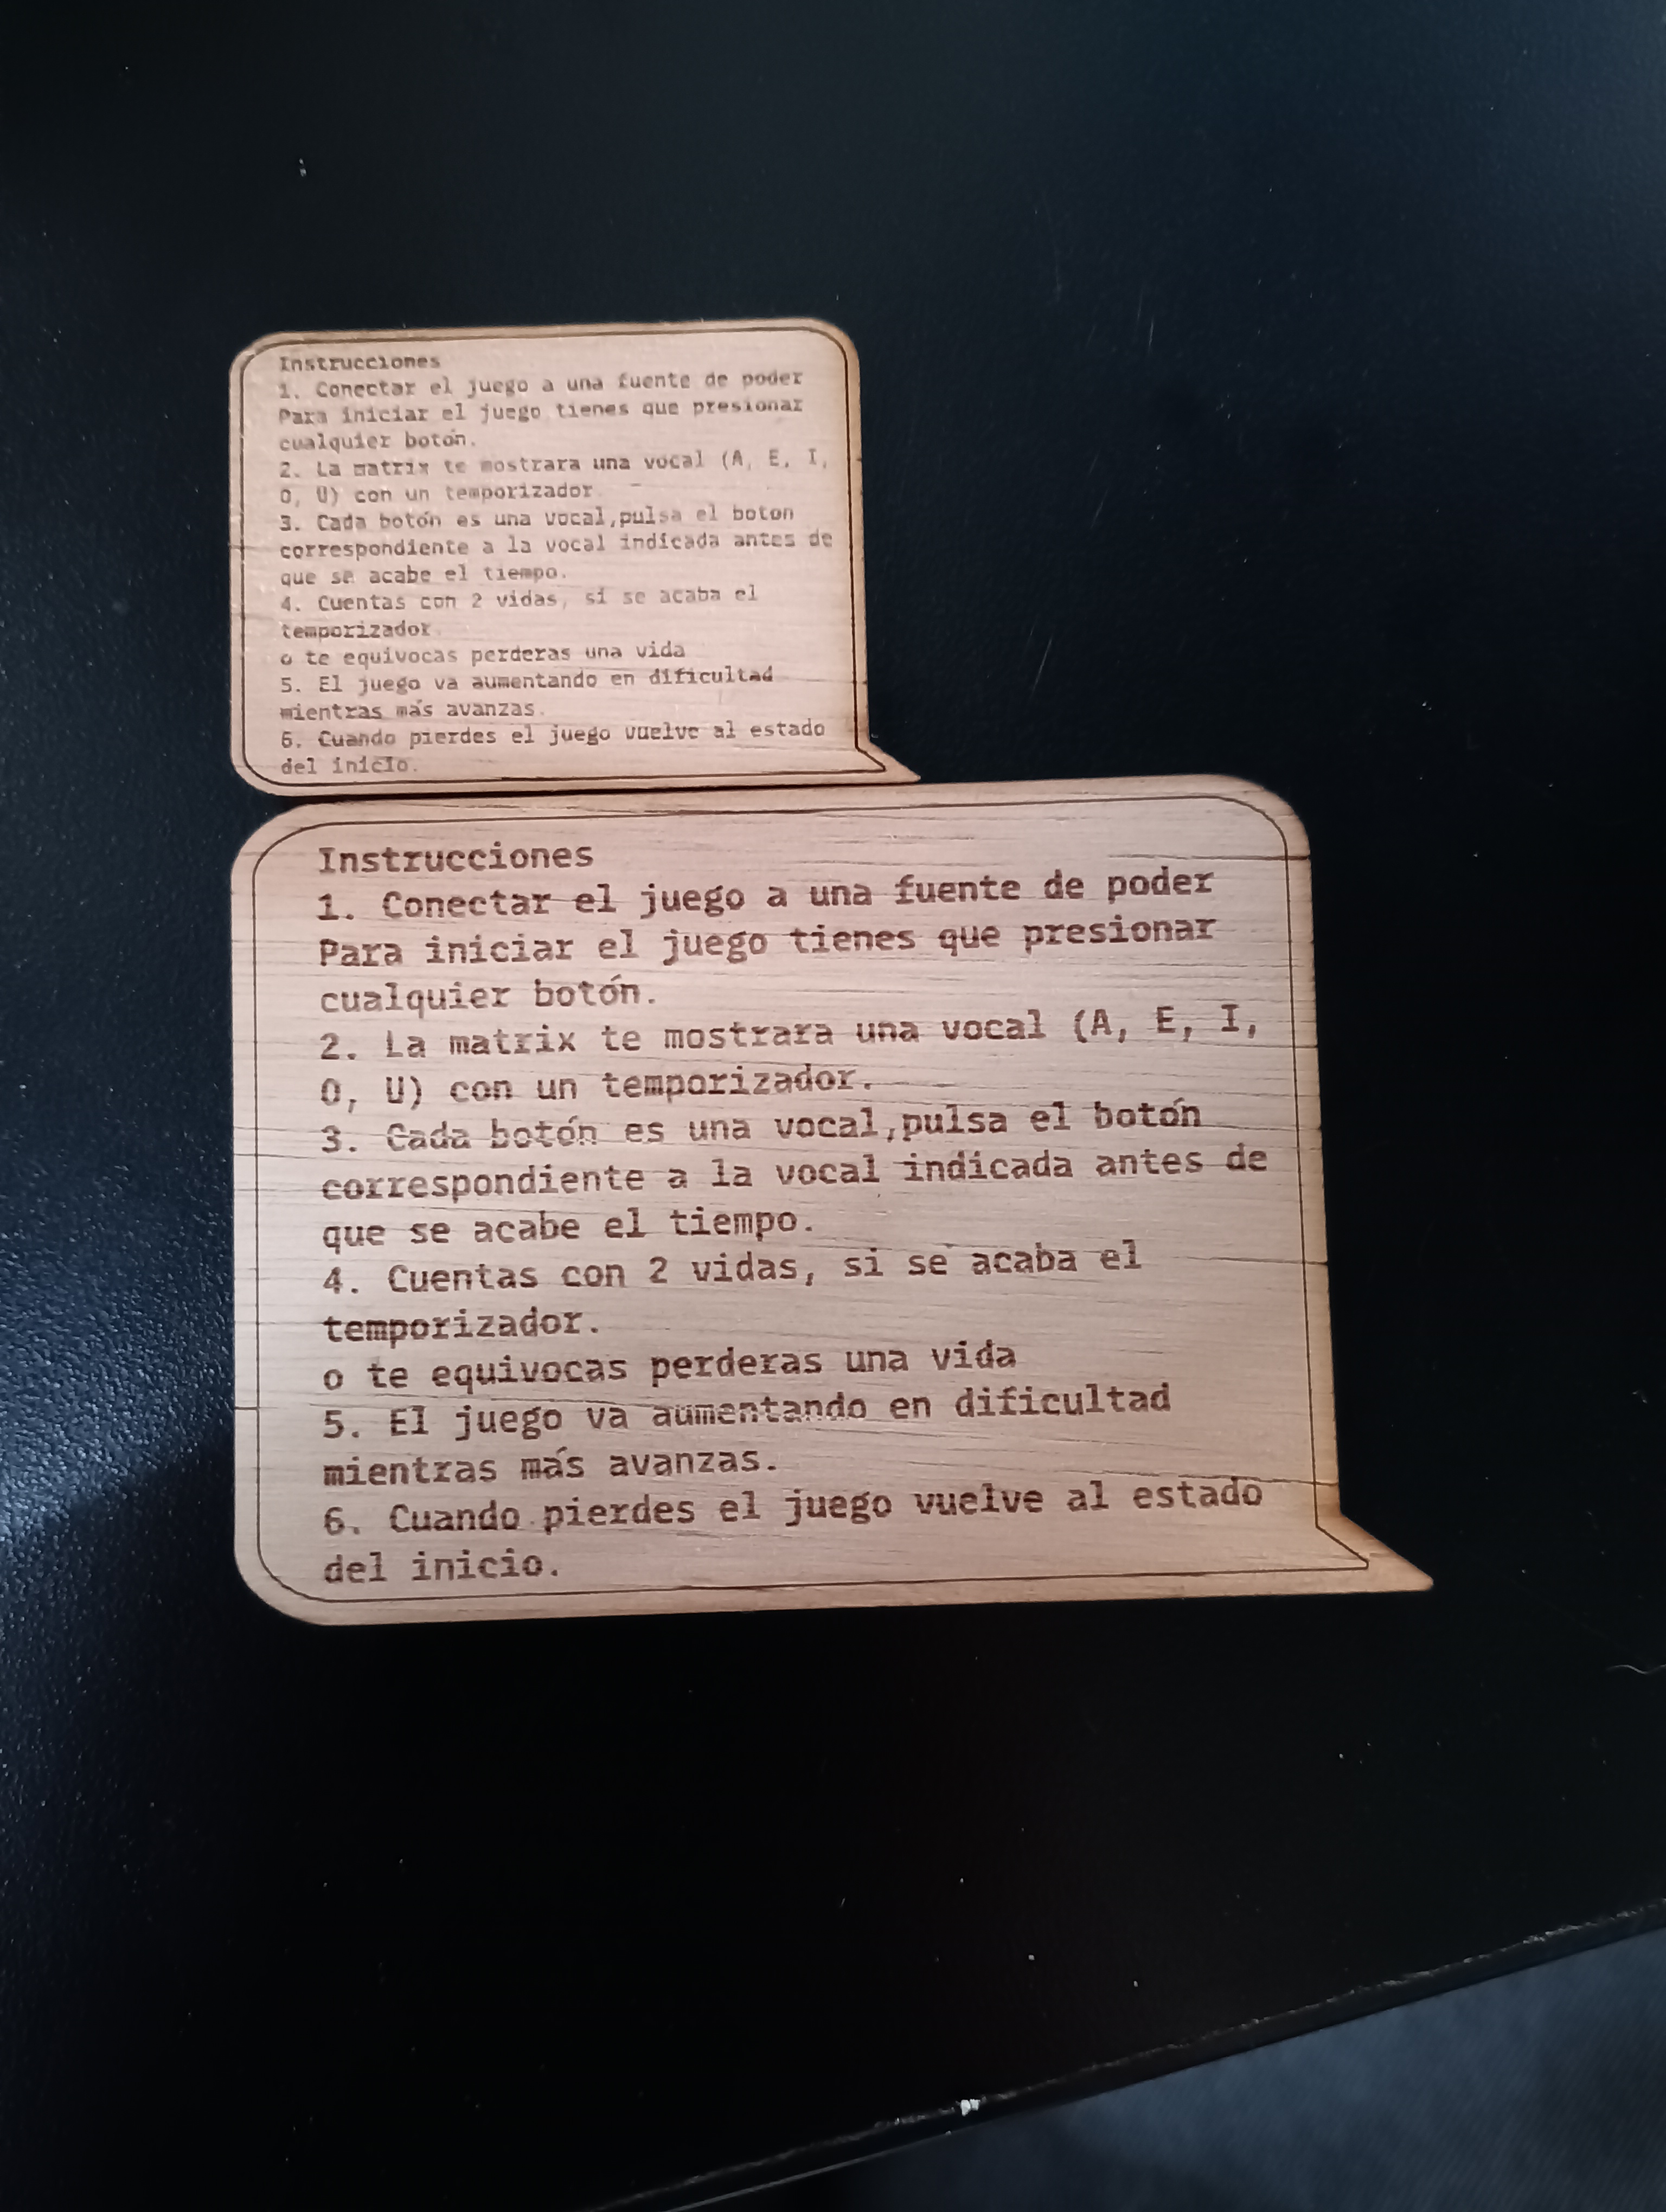 Instrucciones
1. Conectar el juego a una fuente de poder
Para iniciar el juego tienes que presionar
cualquier botón.
2. La matrix te mostrara una vocal (A, E, I,
O, U) con un temporizador.
3. Cada botón es una vocal,pulsa el boton
correspondiente a la vocal indicada antes de
que se acabe el tiempo.
4. Cuentas con 2 vidas, si se acaba el
temporizador.
o te equivocas perderas una vida
5. El juego va aumentando en dificultad
mientras más avanzas.
6. Cuando pierdes el juego vuelve al estado
del inicio.
Instrucciones
1. Conectar el juego a una fuente de poder
Para iniciar el juego tienes que presionar
cualquier botón.
2. La matrix te mostrara una vocal (A, E, I,
O, U) con un temporizador.
3. Cada botón es una vocal,pulsa el botón
correspondiente a la vocal indicada antes de
que se acabe el tiempo.
4. Cuentas con 2 vidas, si se acaba el
temporizador.
o te equivocas perderas una vida
5. El juego va aumentando en dificultad
mientras más avanzas.
6. Cuando pierdes el juego vuelve al estado
del inicio.